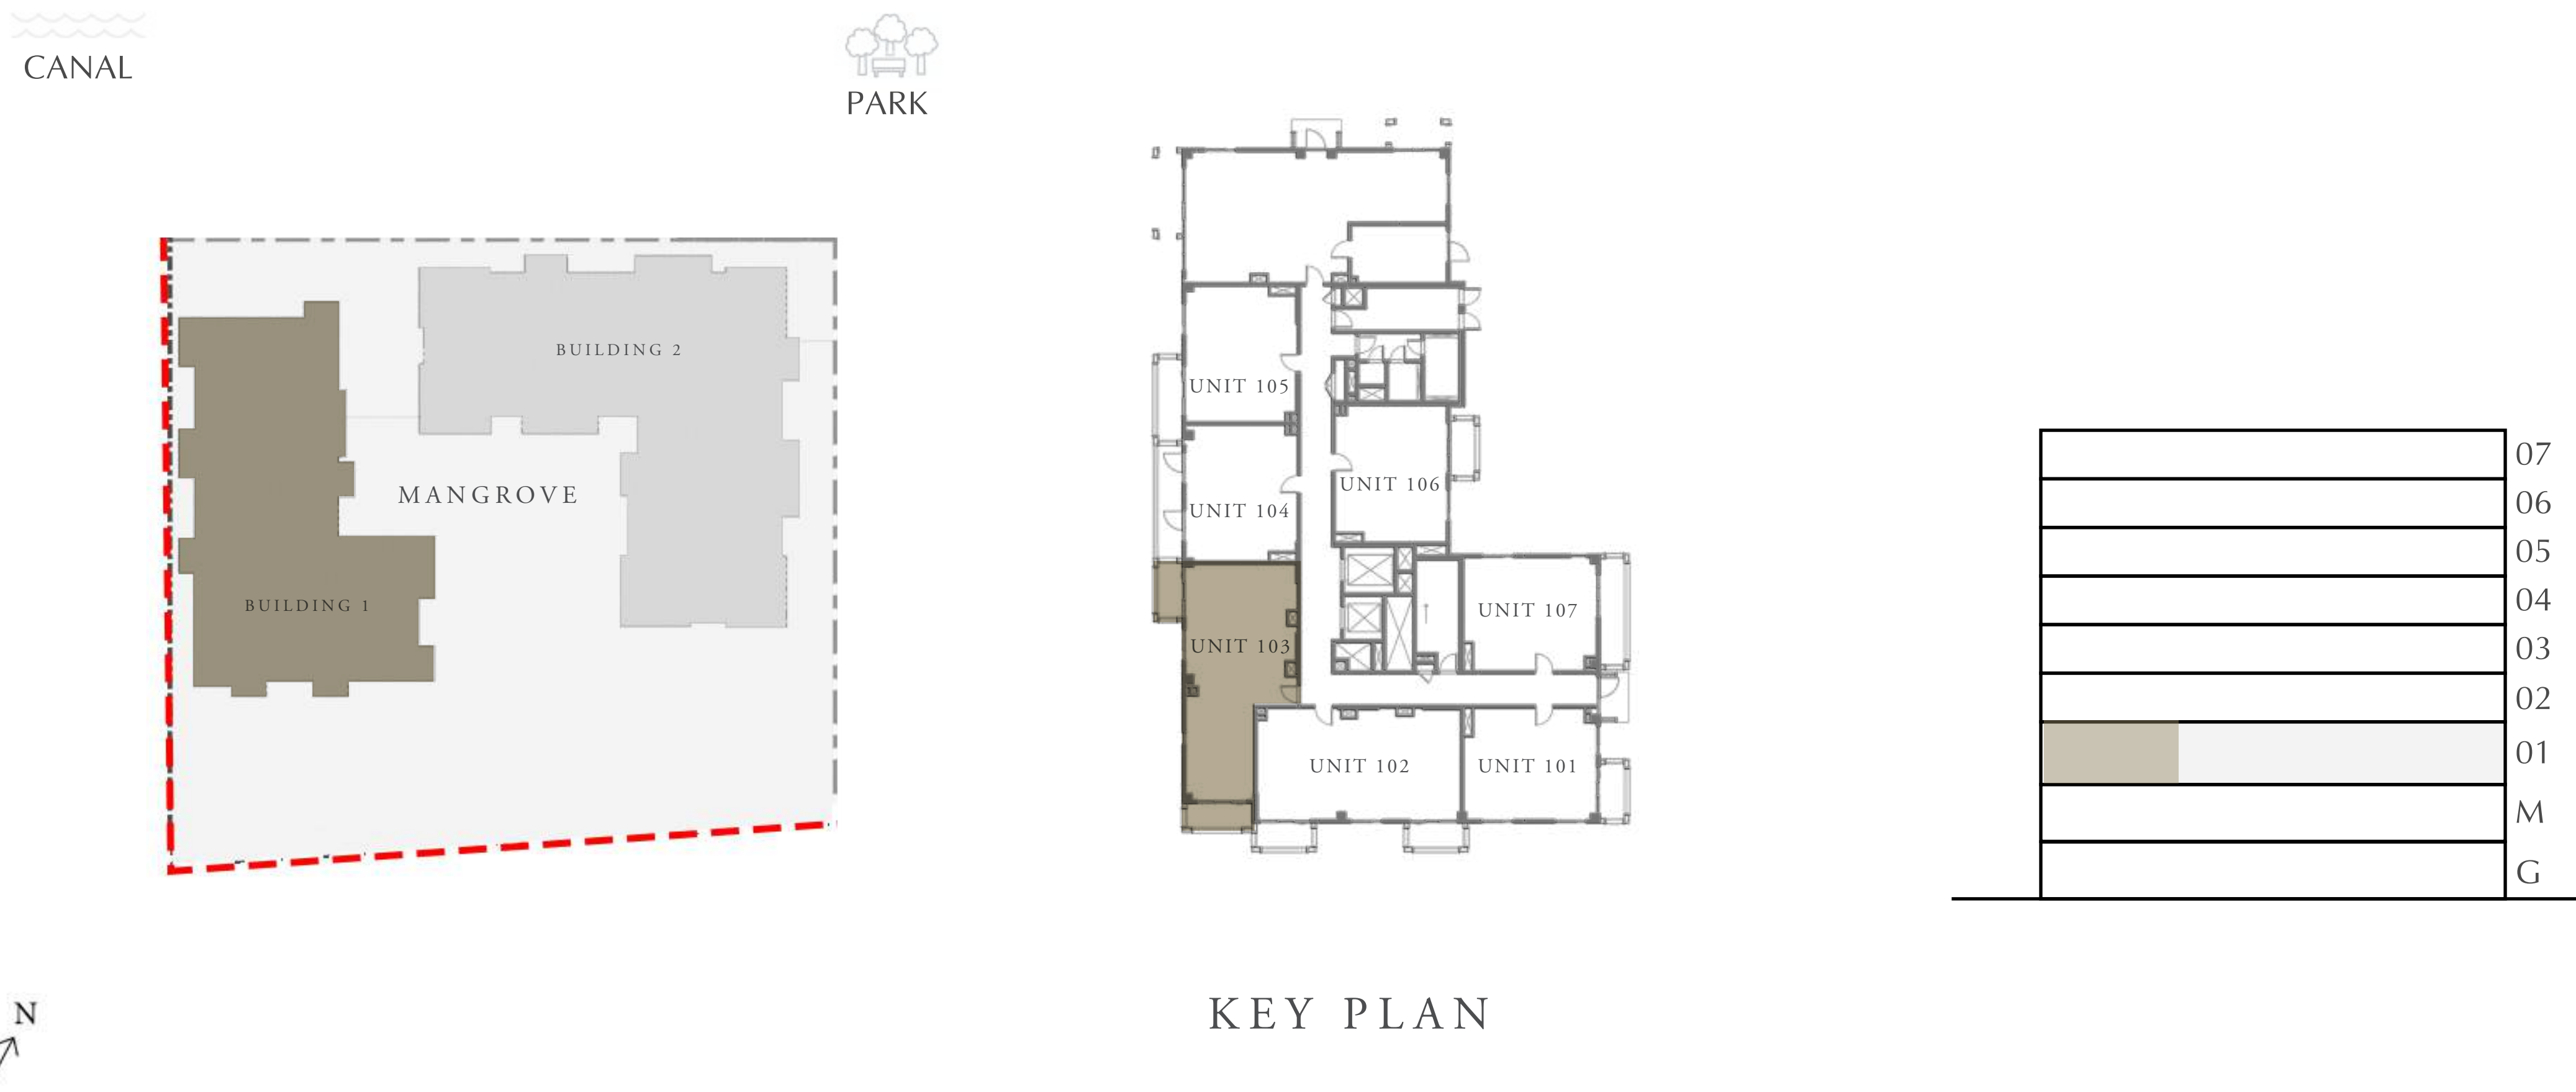 CANAL
PARK
BUILDING 2
MANGROVE
BUILDING 1
UNIT 105
UNIT 106
UNIT 104
UNIT 107
UNIT 103
UNIT 102
UNIT 101
07
06
05
04
03
02
01
M
G
N
KEY PLAN